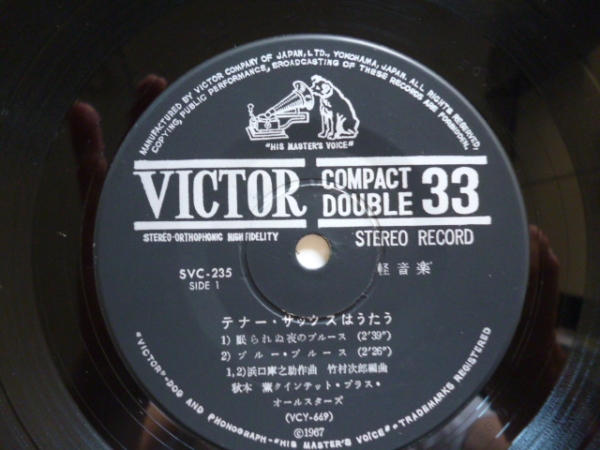 MANUFACTURED BY VICTOR COMPANY OF JAPAN, LTD., YOKOHAMA, JAPAN. ALL RIGHTS RESERVED.
COPYING, PUBLIC PERFORMANCE, BROADCASTING OF THESE RECORDS ARE FORBIDDEN.
"HIS MASTER'S VOICE"
VICTOR
COMPACT
DOUBLE 33
STEREO-ORTHOPHONIC HIGH FIDELITY
STEREO RECORD
SVC-235
SIDE 1
軽音楽
テナー・サックスはうたう
1) 眠られぬ夜のブルース (2'39")
2) ブルー・ブルース (2'26")
1,2)浜口庫之助作曲 竹村次郎編曲
秋本 薫クインテット・プラス・
オールスターズ
(VCY-669)
©1967
"VICTOR"-DOG AND PHONOGRAPH-"HIS MASTER'S VOICE"-TRADEMARKS REGISTERED